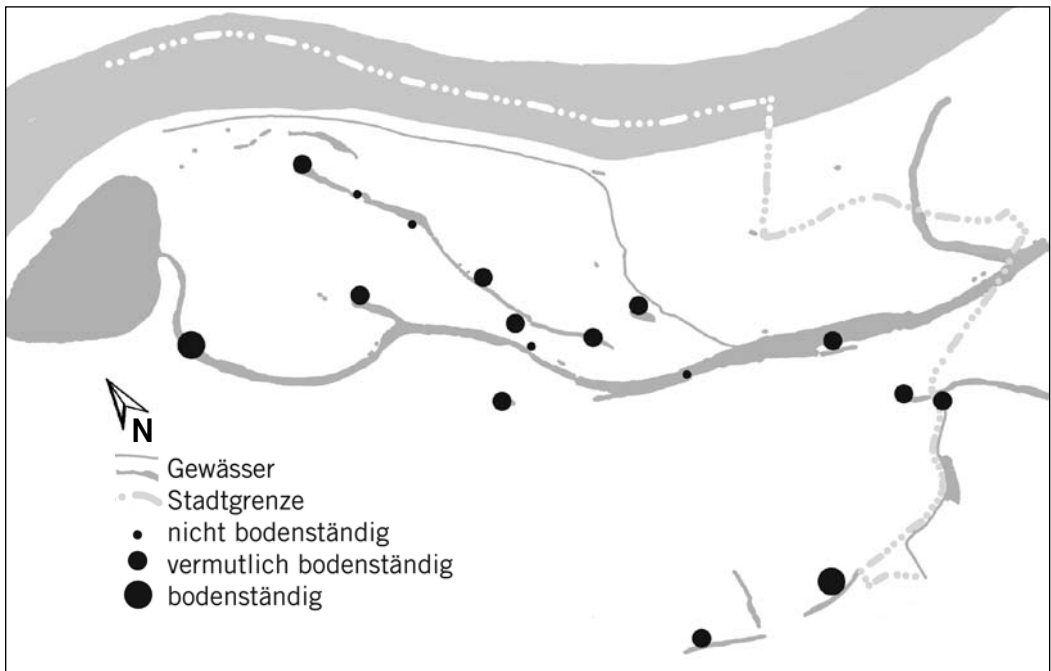 N
Gewässer
Stadtgrenze
nicht bodenständig
vermutlich bodenständig
bodenständig